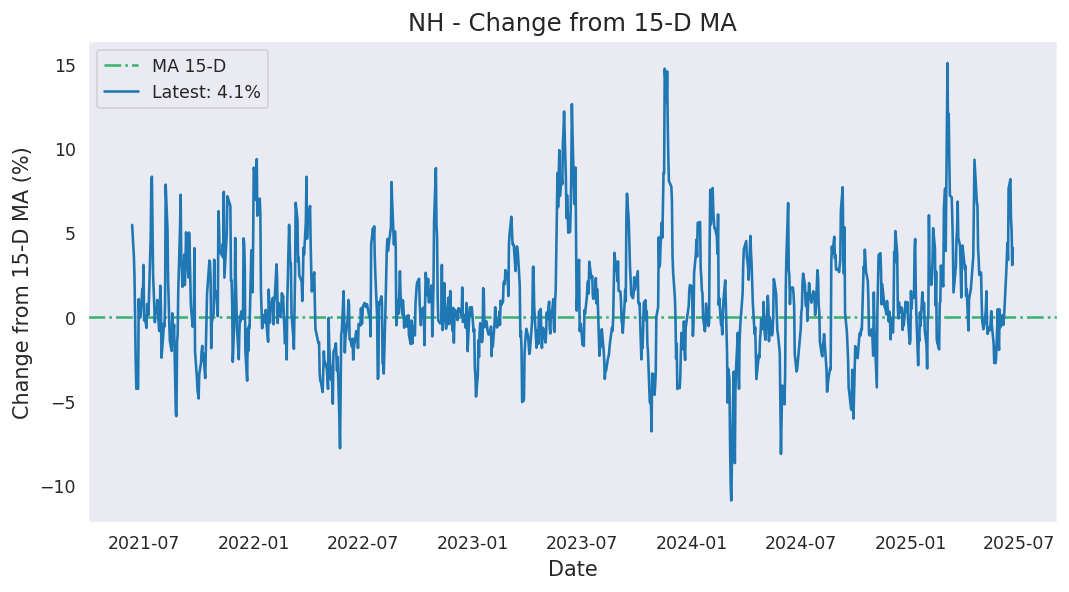 NH - Change from 15-D MA
MA 15-D
Latest: 4.1%
Change from 15-D MA (%)
15
10
5
0
−5
−10
2021-07 2022-01 2022-07 2023-01 2023-07 2024-01 2024-07 2025-01 2025-07
Date